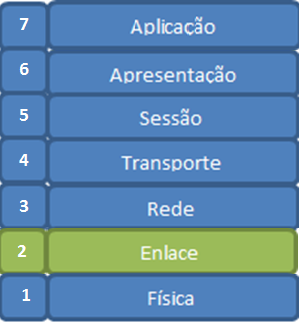 7 Aplicação
6 Apresentação
5 Sessão
4 Transporte
3 Rede
2 Enlace
1 Física